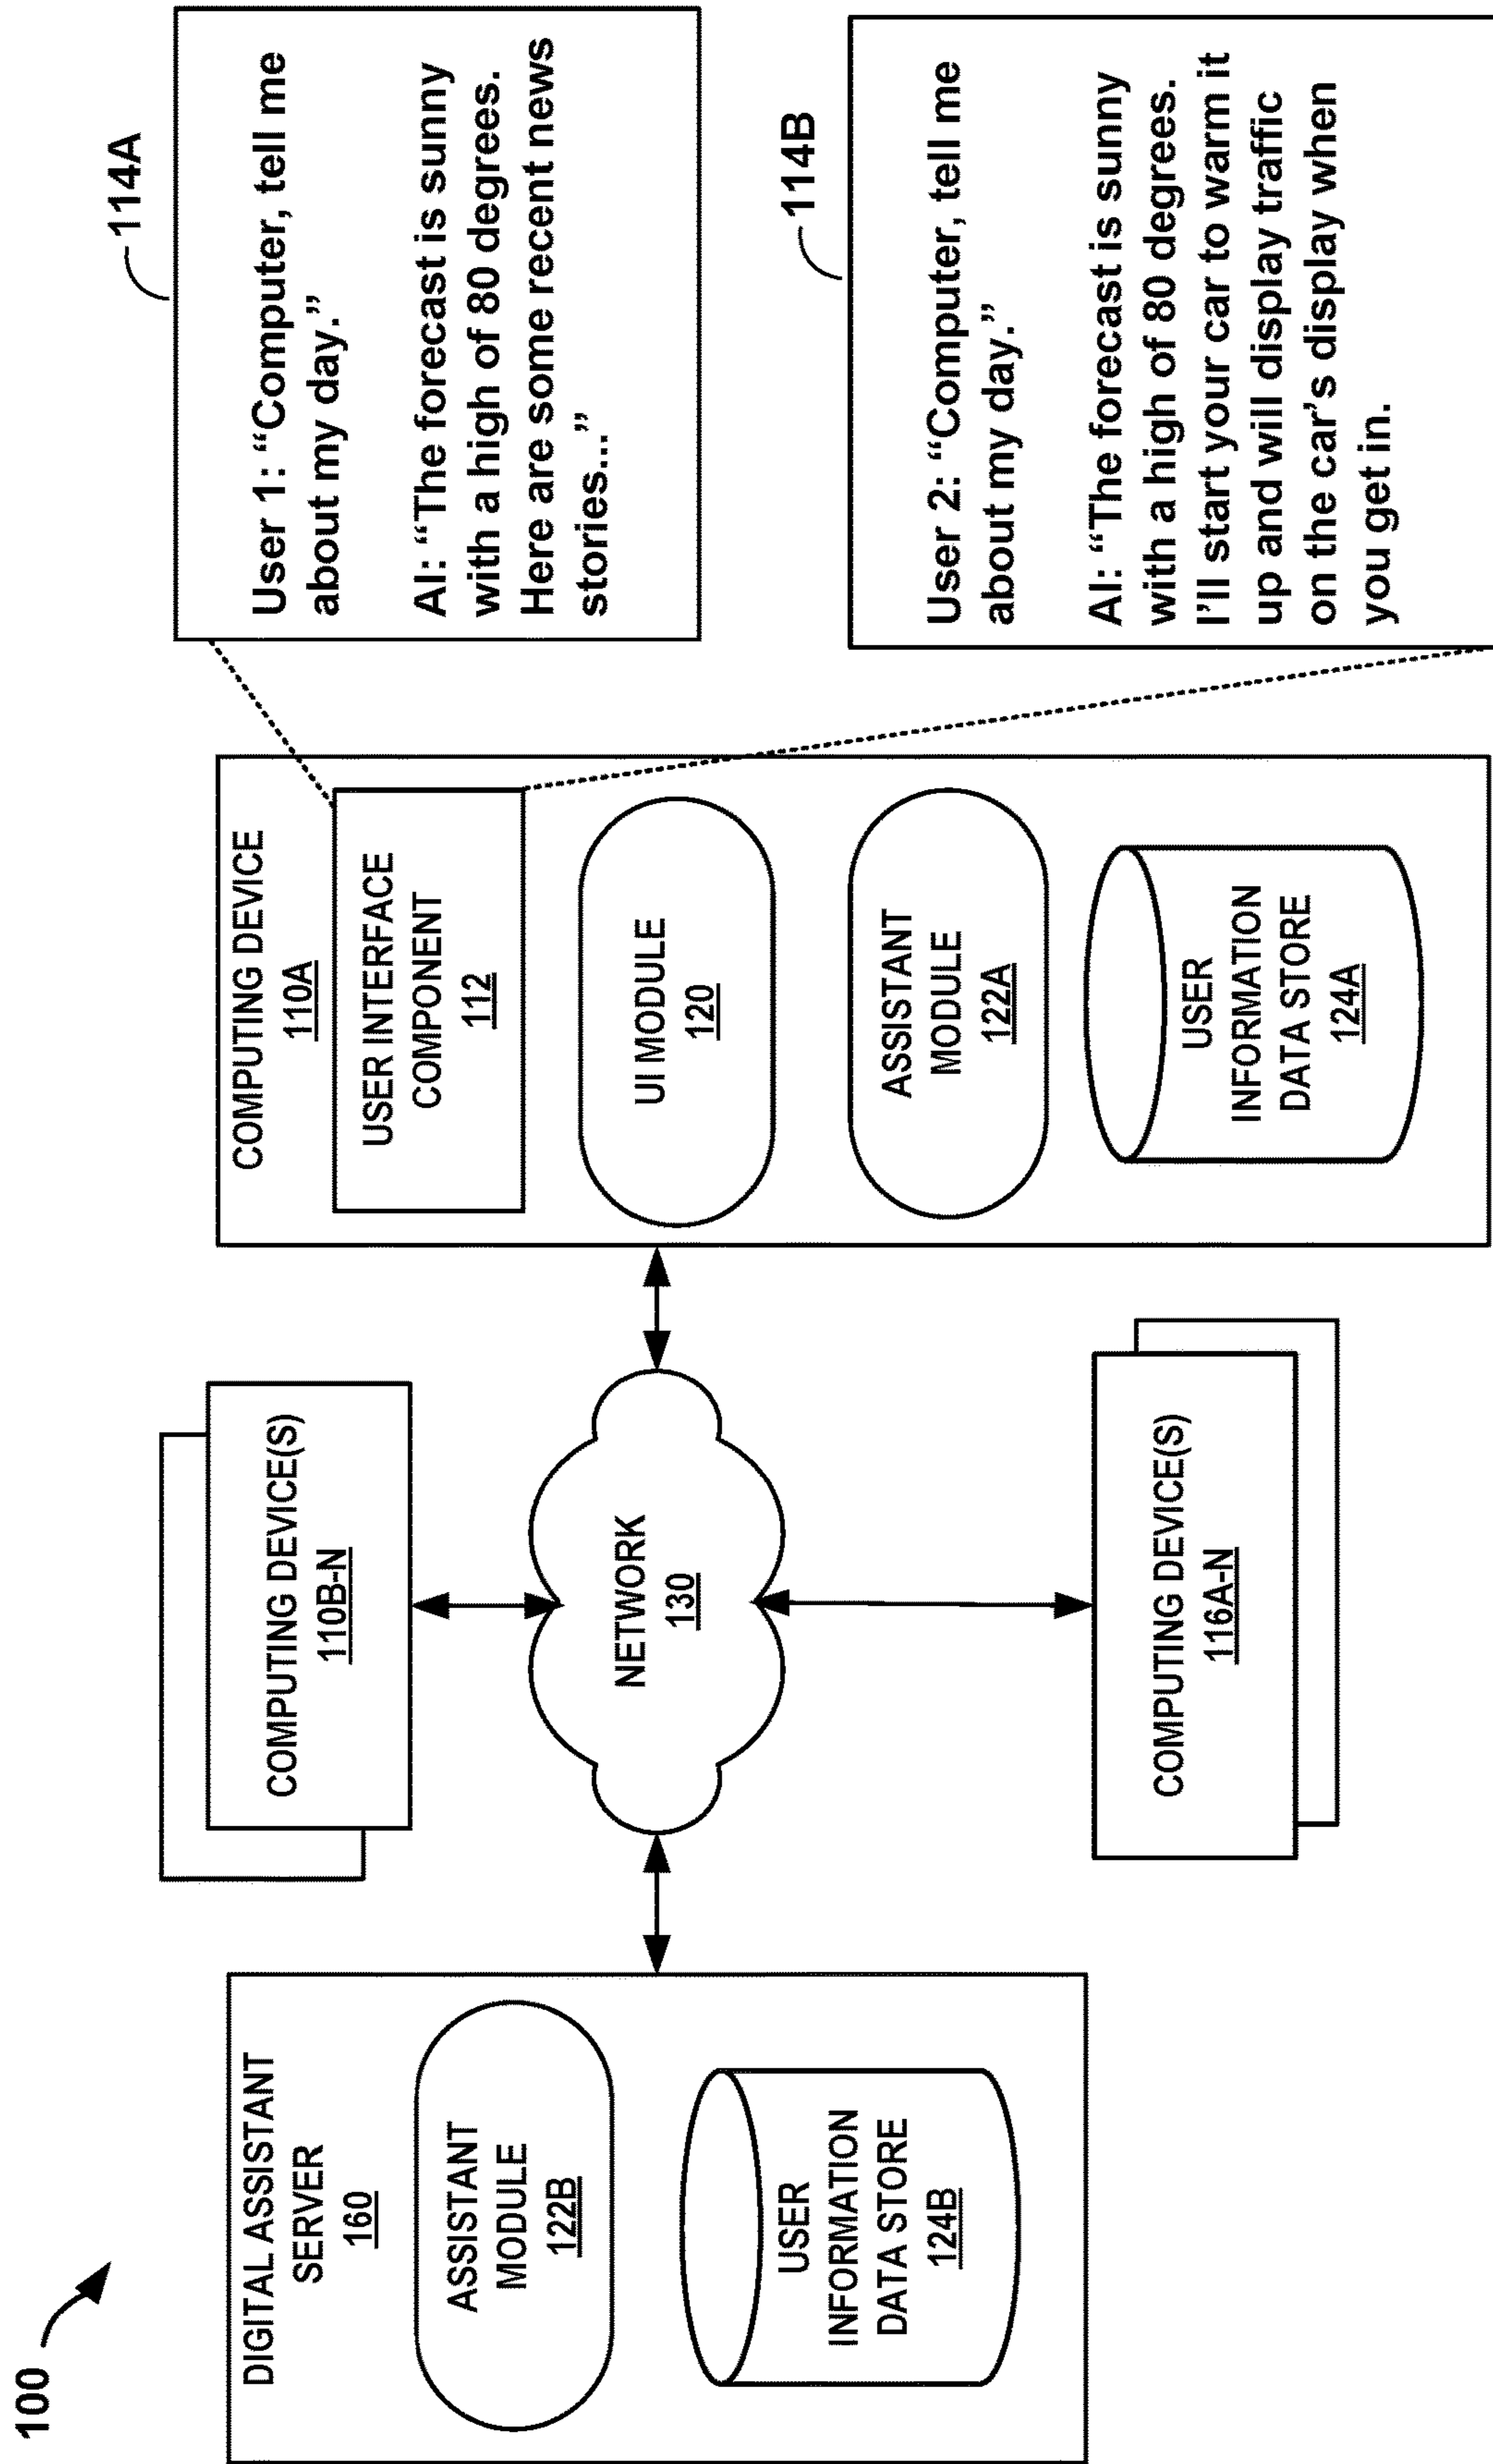 100
DIGITAL ASSISTANT
SERVER
160
ASSISTANT
MODULE
122B
USER
INFORMATION
DATA STORE
124B
COMPUTING DEVICE(S)
110B-N
NETWORK
130
COMPUTING DEVICE(S)
116A-N
COMPUTING DEVICE
110A
USER INTERFACE
COMPONENT
112
UI MODULE
120
ASSISTANT
MODULE
122A
USER
INFORMATION
DATA STORE
124A
114A
User 1: “Computer, tell me
about my day.”
AI: “The forecast is sunny
with a high of 80 degrees.
Here are some recent news
stories...”
114B
User 2: “Computer, tell me
about my day.”
AI: “The forecast is sunny
with a high of 80 degrees.
I’ll start your car to warm it
up and will display traffic
on the car’s display when
you get in.